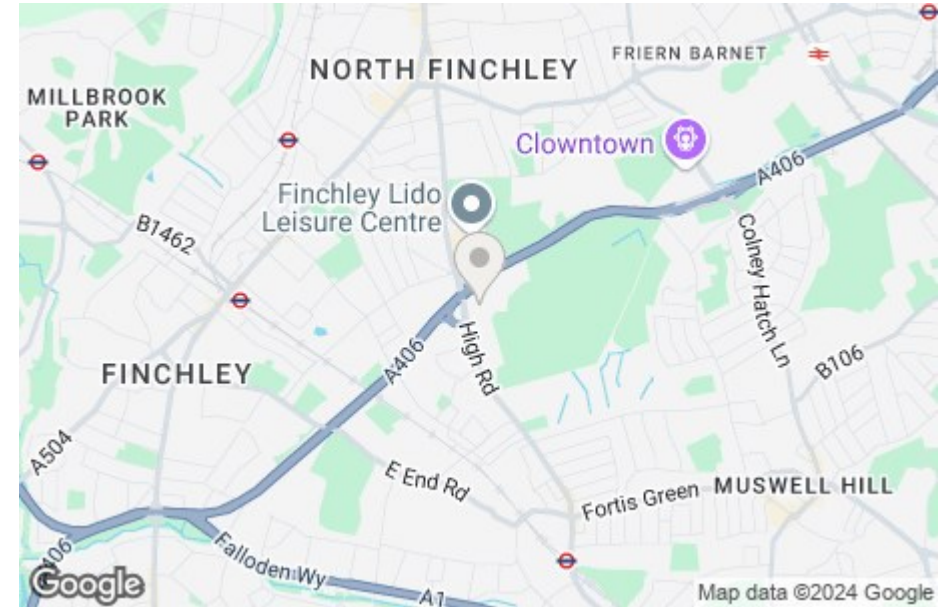 NORTH FINCHLEY
FRIERN BARNET
MILLBROOK
PARK
Clowntown
A406
Finchley Lido
Leisure Centre
B1462
Colney Hatch Ln
High Rd
A406
FINCHLEY
B106
A504
E End Rd
Fortis Green
MUSWELL HILL
A406
Falloden Wy
A1
Google
Map data ©2024 Google